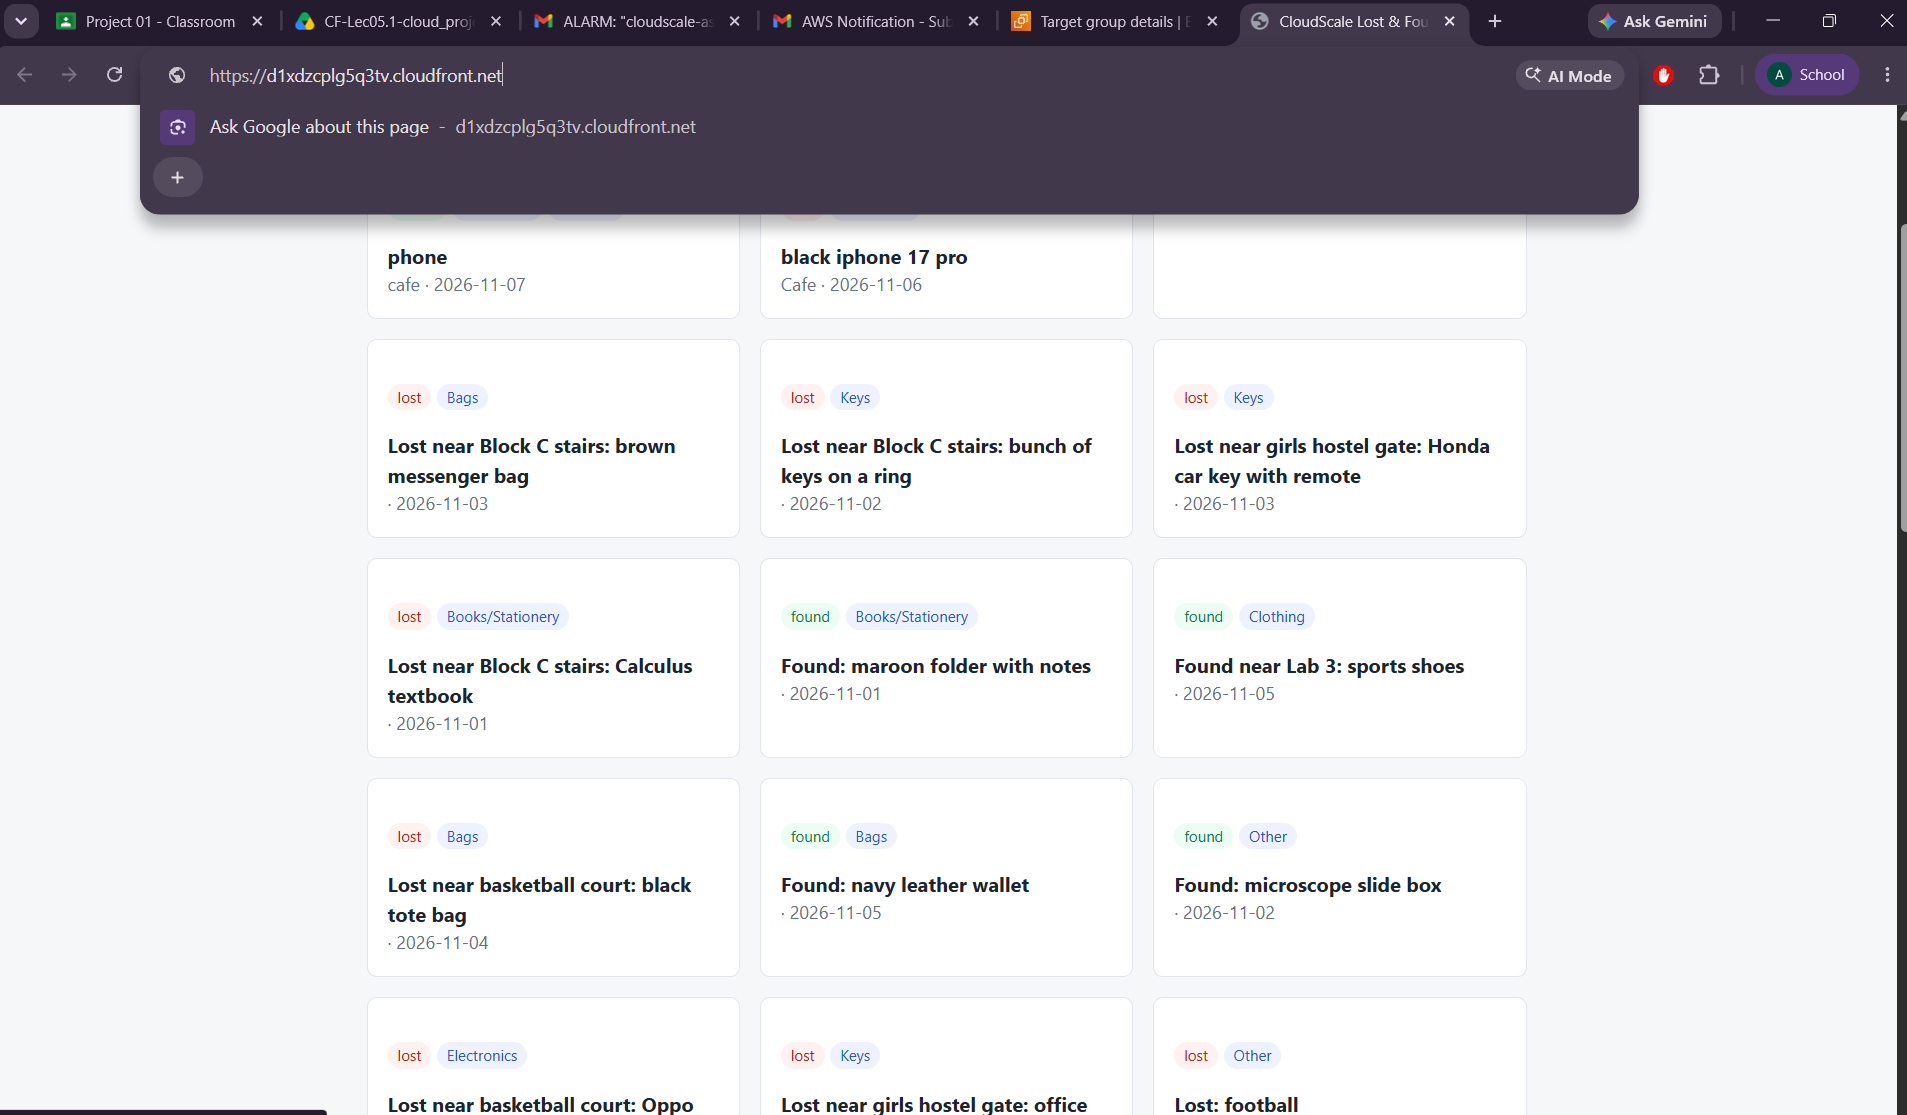 Project 01 - Classroom
CF-Lec05.1-cloud_proj
ALARM: "cloudscale-as
AWS Notification - Sub
Target group details | E
CloudScale Lost & Fou
Ask Gemini
https://d1xdzcplg5q3tv.cloudfront.net
AI Mode
A
School
Ask Google about this page - d1xdzcplg5q3tv.cloudfront.net
phone
cafe · 2026-11-07
black iphone 17 pro
Cafe · 2026-11-06
lost Bags
Lost near Block C stairs: brown
messenger bag
· 2026-11-03
lost Keys
Lost near Block C stairs: bunch of
keys on a ring
· 2026-11-02
lost Keys
Lost near girls hostel gate: Honda
car key with remote
· 2026-11-03
lost Books/Stationery
Lost near Block C stairs: Calculus
textbook
· 2026-11-01
found Books/Stationery
Found: maroon folder with notes
· 2026-11-01
found Clothing
Found near Lab 3: sports shoes
· 2026-11-05
lost Bags
Lost near basketball court: black
tote bag
· 2026-11-04
found Bags
Found: navy leather wallet
· 2026-11-05
found Other
Found: microscope slide box
· 2026-11-02
lost Electronics
Lost near basketball court: Oppo
lost Keys
Lost near girls hostel gate: office
lost Other
Lost: football